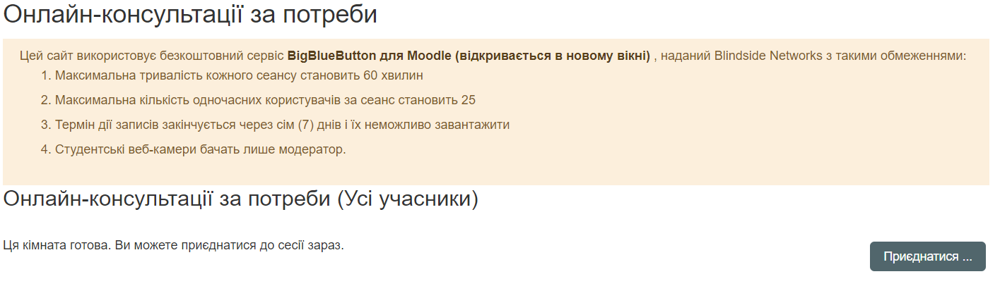 Онлайн-консультації за потреби
Цей сайт використовує безкоштовний сервіс BigBlueButton для Moodle (відкривається в новому вікні) , наданий Blindside Networks з такими обмеженнями:
1. Максимальна тривалість кожного сеансу становить 60 хвилин
2. Максимальна кількість одночасних користувачів за сеанс становить 25
3. Термін дії записів закінчується через сім (7) днів і їх неможливо завантажити
4. Студентські веб-камери бачать лише модератор.
Онлайн-консультації за потреби (Усі учасники)
Ця кімната готова. Ви можете приєднатися до сесії зараз.
Приєднатися ...